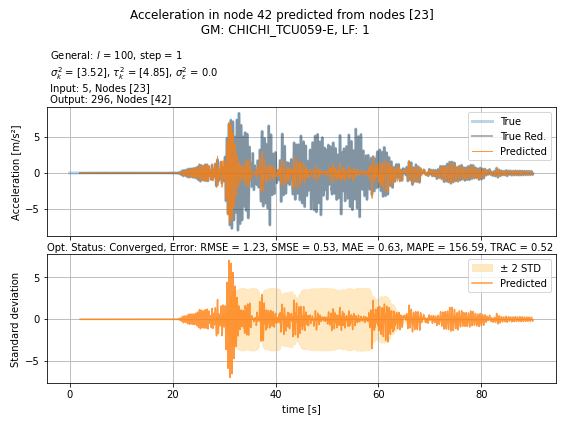 Acceleration in node 42 predicted from nodes [23]
GM: CHICHI_TCU059-E, LF: 1
General: l = 100, step = 1
σ²ₖ = [3.52], τ²ₖ = [4.85], σ²ε = 0.0
Input: 5, Nodes [23]
Output: 296, Nodes [42]
Acceleration [m/s²]
5
0
−5
True
True Red.
Predicted
Opt. Status: Converged, Error: RMSE = 1.23, SMSE = 0.53, MAE = 0.63, MAPE = 156.59, TRAC = 0.52
Standard deviation
5
0
−5
± 2 STD
Predicted
0 20 40 60 80
time [s]